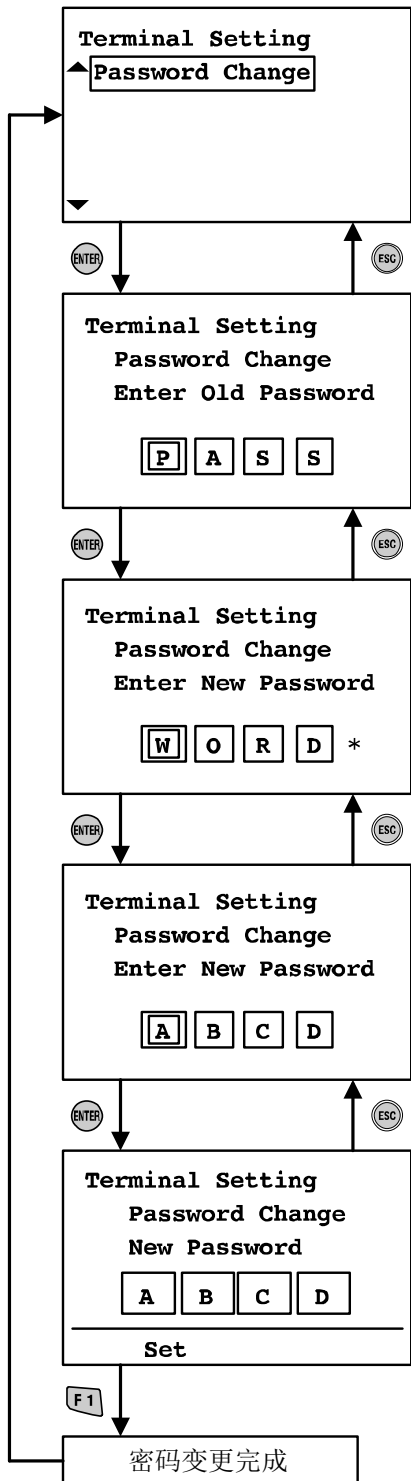 Terminal Setting
Password Change
ENTER
ESC
Terminal Setting
Password Change
Enter Old Password
P A S S
ENTER
ESC
Terminal Setting
Password Change
Enter New Password
W O R D *
ENTER
ESC
Terminal Setting
Password Change
Enter New Password
A B C D
ENTER
ESC
Terminal Setting
Password Change
New Password
A B C D
Set
F1
密码变更完成